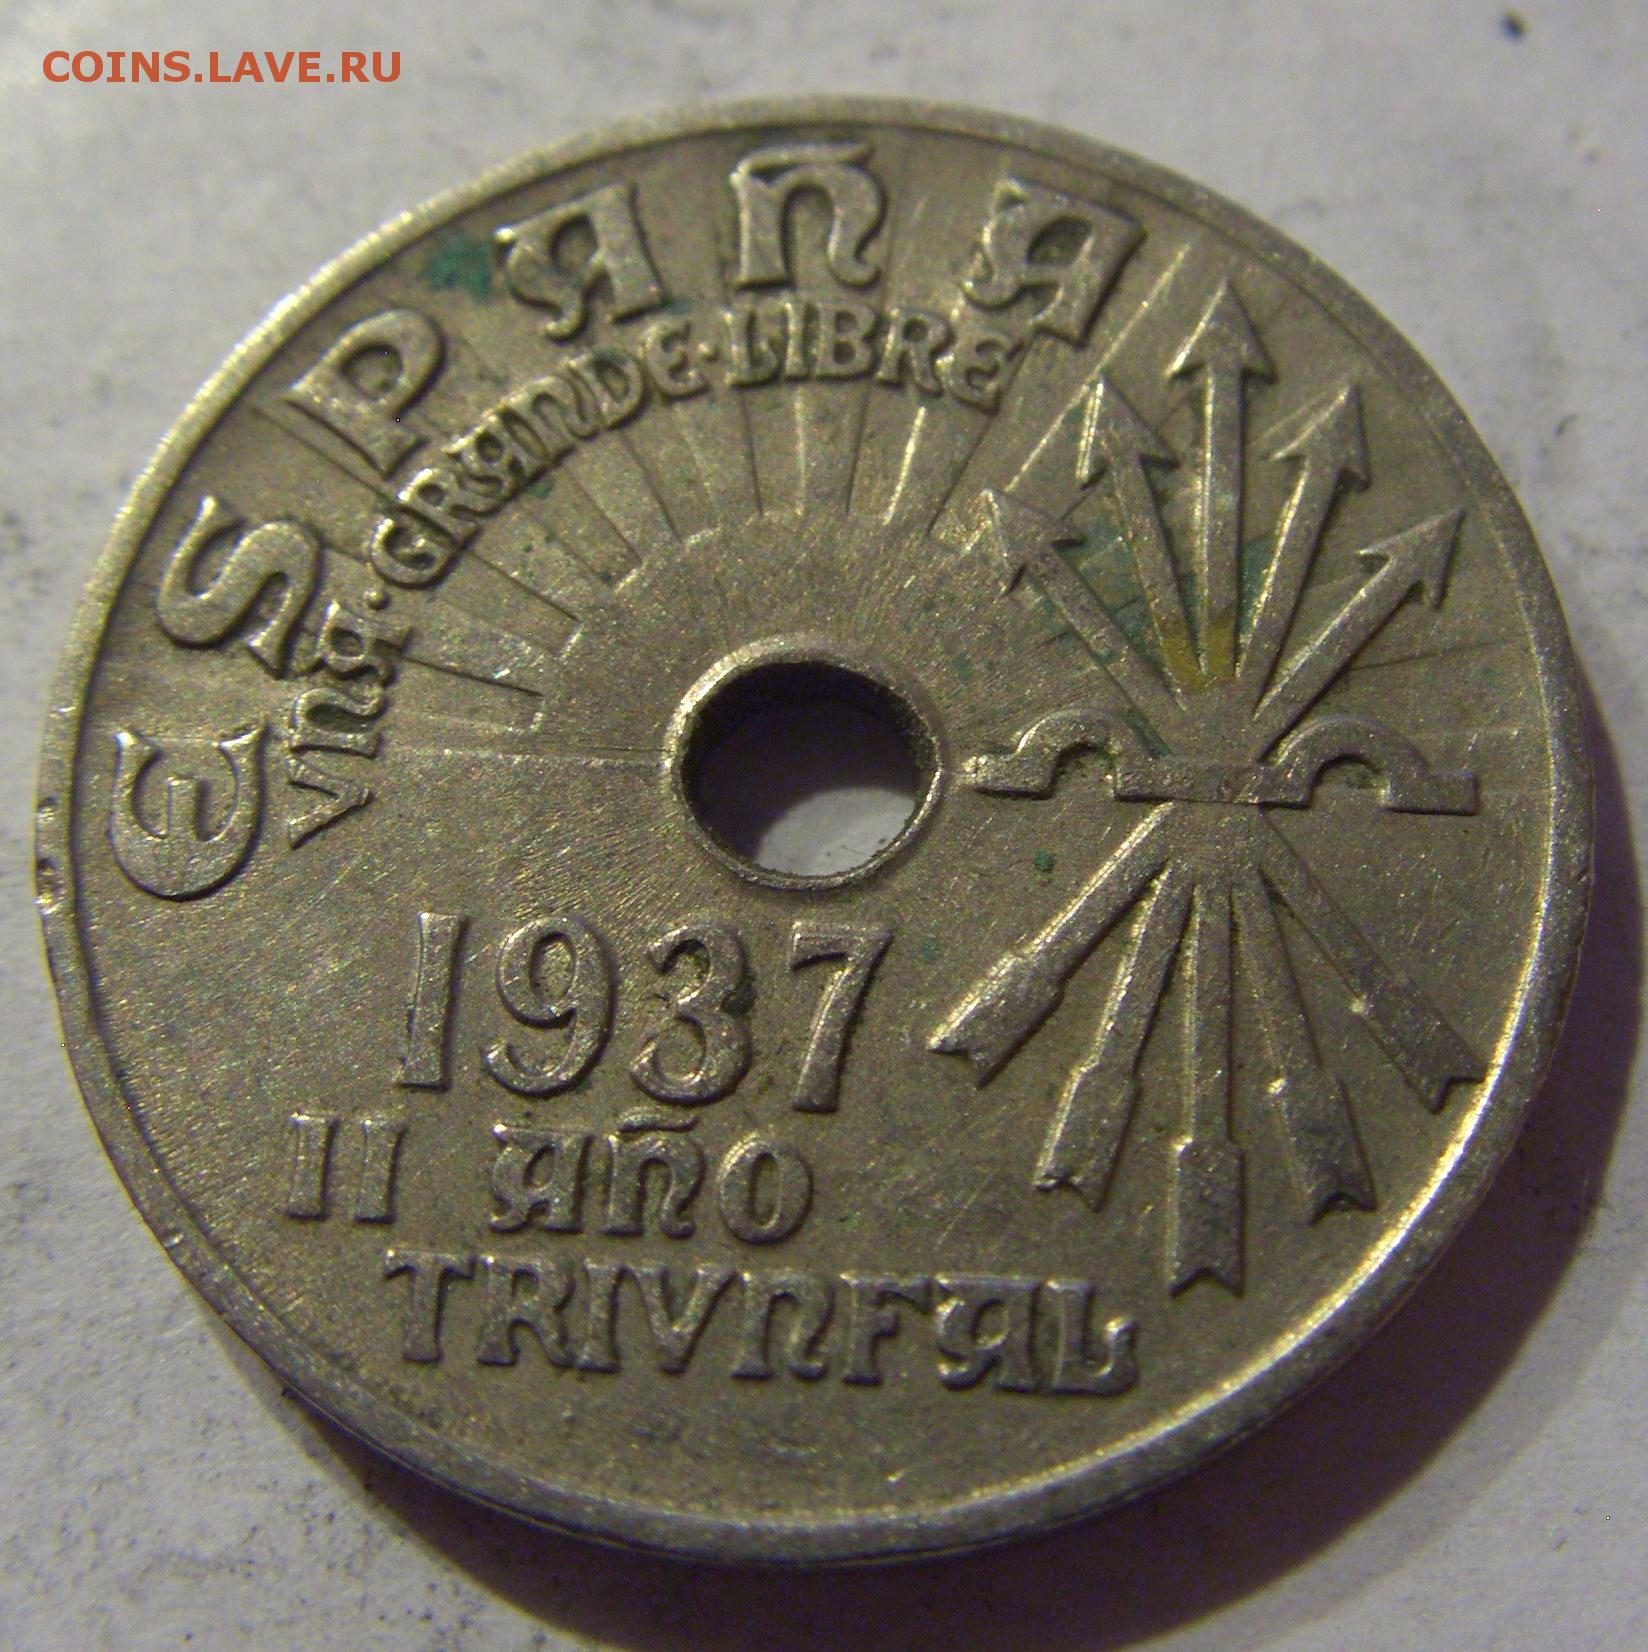 COINS.LAVE.RU
ESPAÑA
VNA·GRANDE·LIBRE
1937
II AÑO
TRIVNFAL